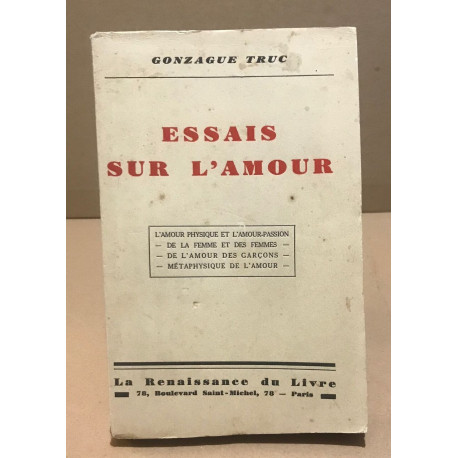 GONZAGUE TRUC
ESSAIS
SUR L'AMOUR
L'AMOUR PHYSIQUE ET L'AMOUR-PASSION
— DE LA FEMME ET DES FEMMES —
— DE L'AMOUR DES GARÇONS —
— MÉTAPHYSIQUE DE L'AMOUR —
La Renaissance du Livre
78, Boulevard Saint-Michel, 78 — Paris